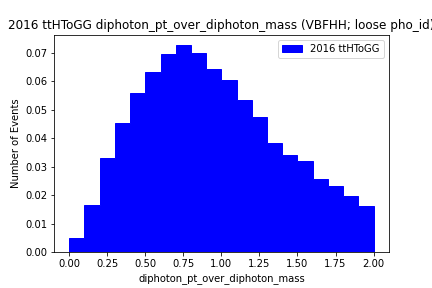 2016 ttHToGG diphoton_pt_over_diphoton_mass (VBFHH; loose pho_id)
2016 ttHToGG
Number of Events
0.07
0.06
0.05
0.04
0.03
0.02
0.01
0.00
0.00 0.25 0.50 0.75 1.00 1.25 1.50 1.75 2.00
diphoton_pt_over_diphoton_mass